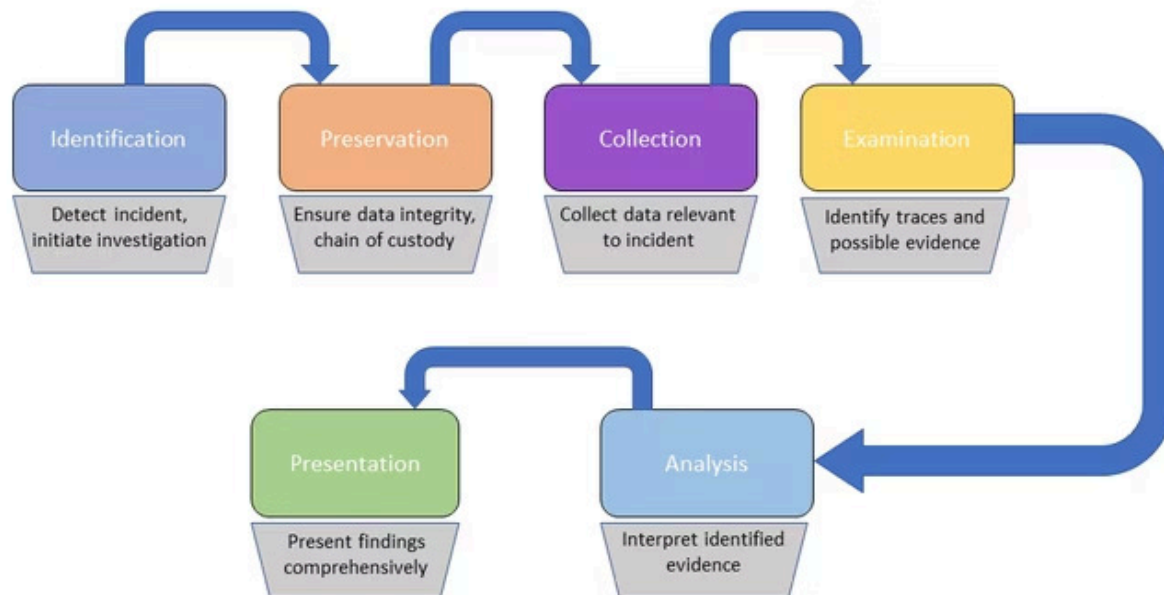 Identification
Preservation
Collection
Examination
Detect incident,
initiate investigation
Ensure data integrity,
chain of custody
Collect data relevant
to incident
Identify traces and
possible evidence
Presentation
Analysis
Present findings
comprehensively
Interpret identified
evidence